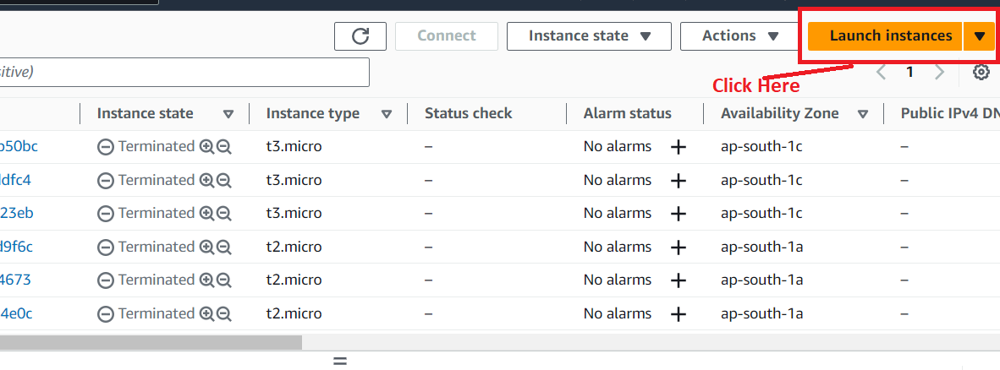 Connect Instance state Actions Launch instances
itive)
1
Click Here
Instance state Instance type Status check Alarm status Availability Zone Public IPv4 DN
b50bc Terminated t3.micro – No alarms ap-south-1c –
ldfc4 Terminated t3.micro – No alarms ap-south-1c –
23eb Terminated t3.micro – No alarms ap-south-1c –
d9f6c Terminated t2.micro – No alarms ap-south-1a –
4673 Terminated t2.micro – No alarms ap-south-1a –
4e0c Terminated t2.micro – No alarms ap-south-1a –